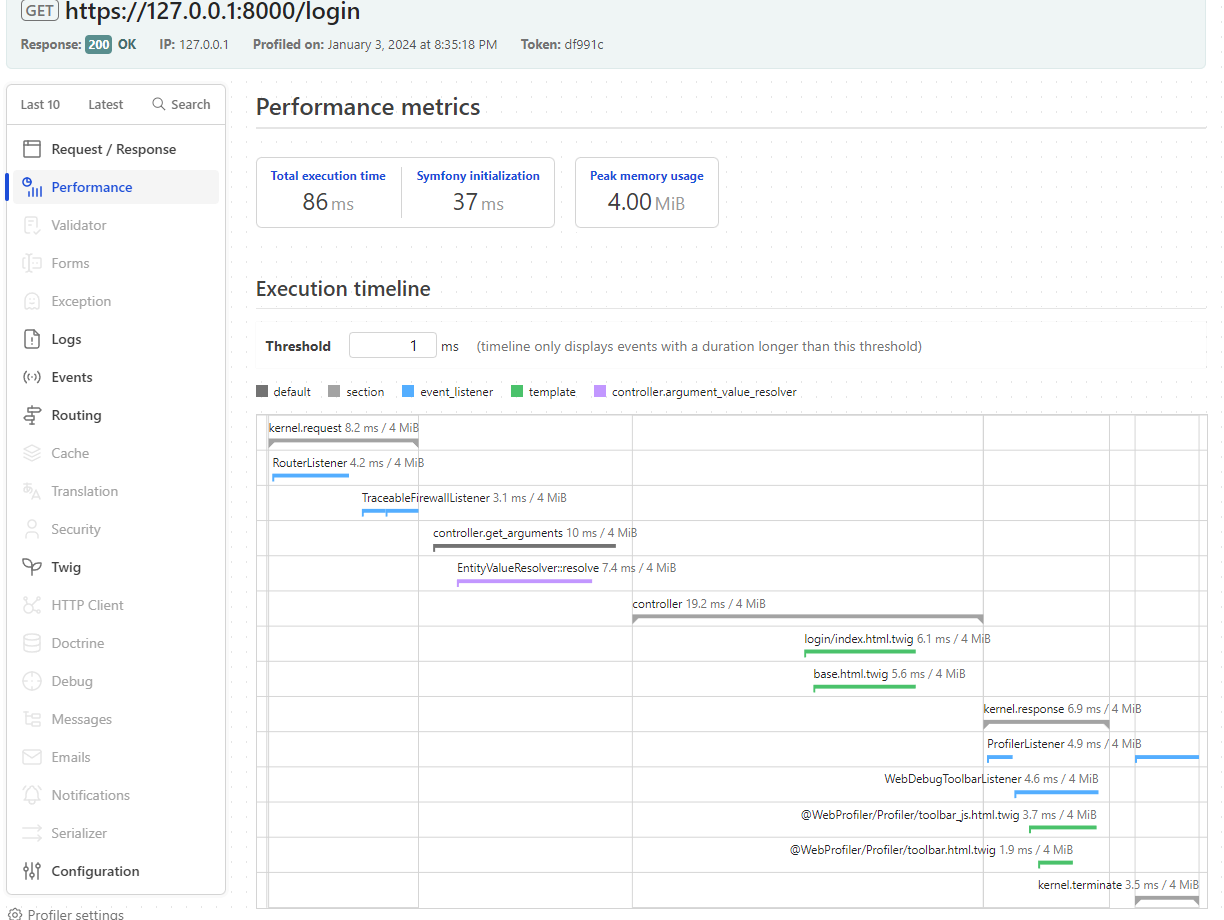 GET https://127.0.0.1:8000/login
Response: 200 OK IP: 127.0.0.1 Profiled on: January 3, 2024 at 8:35:18 PM Token: df991c
Last 10 Latest Search
Request / Response
Performance
Validator
Forms
Exception
Logs
Events
Routing
Cache
Translation
Security
Twig
HTTP Client
Doctrine
Debug
Messages
Emails
Notifications
Serializer
Configuration
Profiler settings
Performance metrics
Total execution time Symfony initialization Peak memory usage
86 ms 37 ms 4.00 MiB
Execution timeline
Threshold 1 ms (timeline only displays events with a duration longer than this threshold)
default section event_listener template controller.argument_value_resolver
kernel.request 8.2 ms / 4 MiB
RouterListener 4.2 ms / 4 MiB
TraceableFirewallListener 3.1 ms / 4 MiB
controller.get_arguments 10 ms / 4 MiB
EntityValueResolver::resolve 7.4 ms / 4 MiB
controller 19.2 ms / 4 MiB
login/index.html.twig 6.1 ms / 4 MiB
base.html.twig 5.6 ms / 4 MiB
kernel.response 6.9 ms / 4 MiB
ProfilerListener 4.9 ms / 4 MiB
WebDebugToolbarListener 4.6 ms / 4 MiB
@WebProfiler/Profiler/toolbar_js.html.twig 3.7 ms / 4 MiB
@WebProfiler/Profiler/toolbar.html.twig 1.9 ms / 4 MiB
kernel.terminate 3.5 ms / 4 MiB